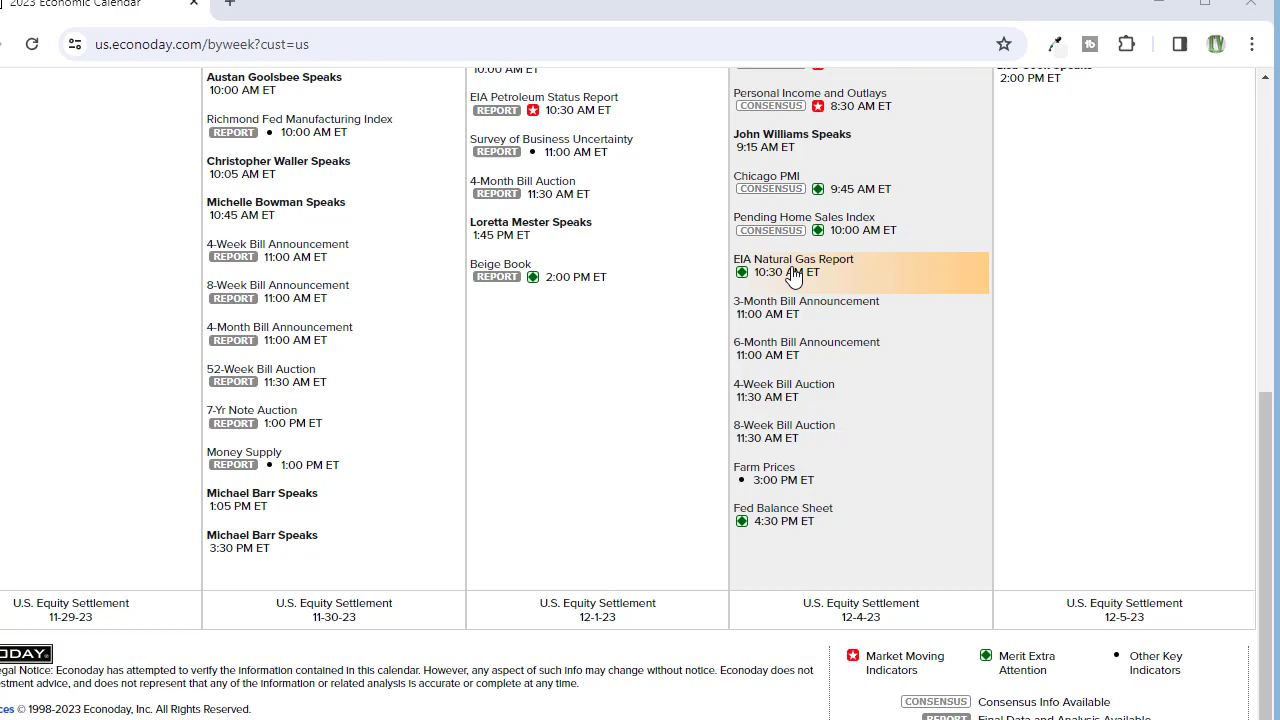 2023 Economic Calendar
us.econoday.com/byweek?cust=us
Austan Goolsbee Speaks
10:00 AM ET
Richmond Fed Manufacturing Index
REPORT • 10:00 AM ET
Christopher Waller Speaks
10:05 AM ET
Michelle Bowman Speaks
10:45 AM ET
4-Week Bill Announcement
REPORT 11:00 AM ET
8-Week Bill Announcement
REPORT 11:00 AM ET
4-Month Bill Announcement
REPORT 11:00 AM ET
52-Week Bill Auction
REPORT 11:30 AM ET
7-Yr Note Auction
REPORT 1:00 PM ET
Money Supply
REPORT • 1:00 PM ET
Michael Barr Speaks
1:05 PM ET
Michael Barr Speaks
3:30 PM ET
10:00 AM ET
EIA Petroleum Status Report
REPORT 10:30 AM ET
Survey of Business Uncertainty
REPORT • 11:00 AM ET
4-Month Bill Auction
REPORT 11:30 AM ET
Loretta Mester Speaks
1:45 PM ET
Beige Book
REPORT 2:00 PM ET
Personal Income and Outlays
CONSENSUS 8:30 AM ET
John Williams Speaks
9:15 AM ET
Chicago PMI
CONSENSUS 9:45 AM ET
Pending Home Sales Index
CONSENSUS 10:00 AM ET
EIA Natural Gas Report
10:30 AM ET
3-Month Bill Announcement
11:00 AM ET
6-Month Bill Announcement
11:00 AM ET
4-Week Bill Auction
11:30 AM ET
8-Week Bill Auction
11:30 AM ET
Farm Prices
• 3:00 PM ET
Fed Balance Sheet
4:30 PM ET
2:00 PM ET
U.S. Equity Settlement
11-29-23
U.S. Equity Settlement
11-30-23
U.S. Equity Settlement
12-1-23
U.S. Equity Settlement
12-4-23
U.S. Equity Settlement
12-5-23
ODAY
egal Notice: Econoday has attempted to verify the information contained in this calendar. However, any aspect of such info may change without notice. Econoday does not
estment advice, and does not represent that any of the information or related analysis is accurate or complete at any time.
ces © 1998-2023 Econoday, Inc. All Rights Reserved.
Market Moving
Indicators
Merit Extra
Attention
• Other Key
Indicators
CONSENSUS Consensus Info Available
REPORT Final Data and Analysis Available